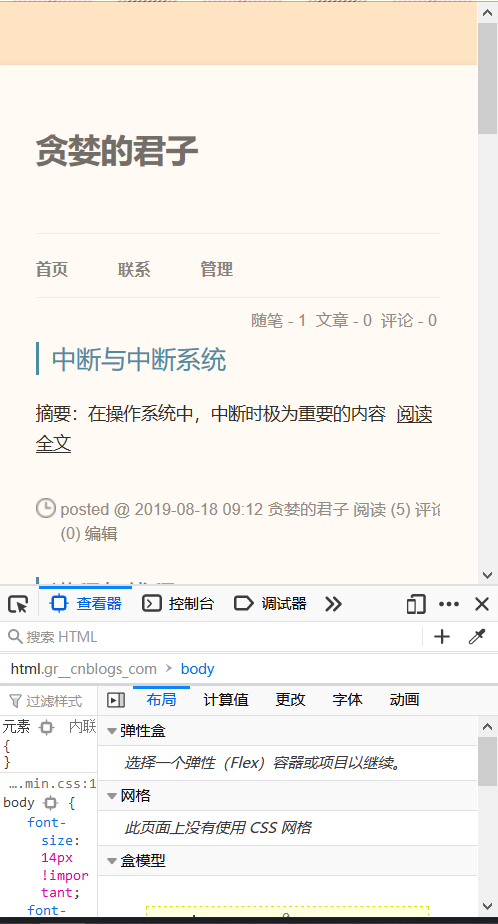 贪婪的君子
首页 联系 管理
随笔 - 1 文章 - 0 评论 - 0
中断与中断系统
摘要：在操作系统中，中断时极为重要的内容 阅读
全文
posted @ 2019-08-18 09:12 贪婪的君子 阅读 (5) 评论
(0) 编辑
查看器 控制台 调试器
搜索 HTML
html.gr__cnblogs_com > body
过滤样式 布局 计算值 更改 字体 动画
元素 内联
{
}
….min.css:1
body {
font-
size:
14px
!impor
tant;
font-
弹性盒
选择一个弹性（Flex）容器或项目以继续。
网格
此页面上没有使用 CSS 网格
盒模型